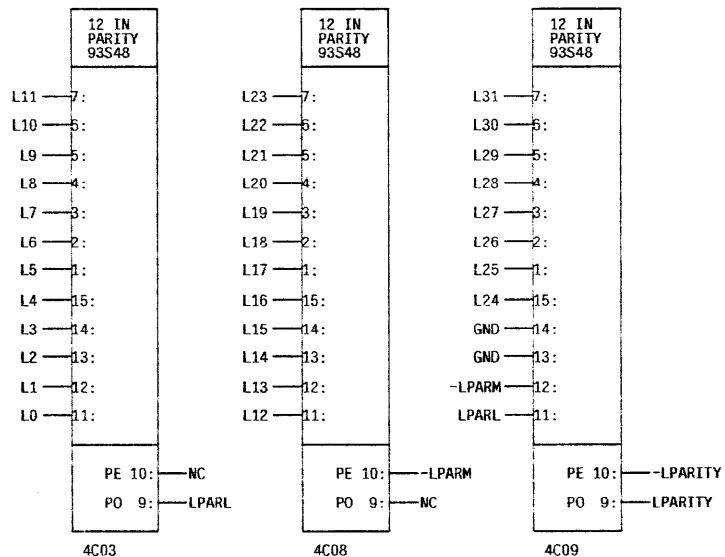 12 IN
PARITY
93S48
L11 7:
L10 6:
L9 5:
L8 4:
L7 3:
L6 2:
L5 1:
L4 15:
L3 14:
L2 13:
L1 12:
L0 11:
PE 10: NC
PO 9: LPARL
4C03
12 IN
PARITY
93S48
L23 7:
L22 6:
L21 5:
L20 4:
L19 3:
L18 2:
L17 1:
L16 15:
L15 14:
L14 13:
L13 12:
L12 11:
PE 10: -LPARM
PO 9: NC
4C08
12 IN
PARITY
93S48
L31 7:
L30 6:
L29 5:
L28 4:
L27 3:
L26 2:
L25 1:
L24 15:
GND 14:
GND 13:
-LPARM 12:
LPARL 11:
PE 10: -LPARITY
PO 9: LPARITY
4C09